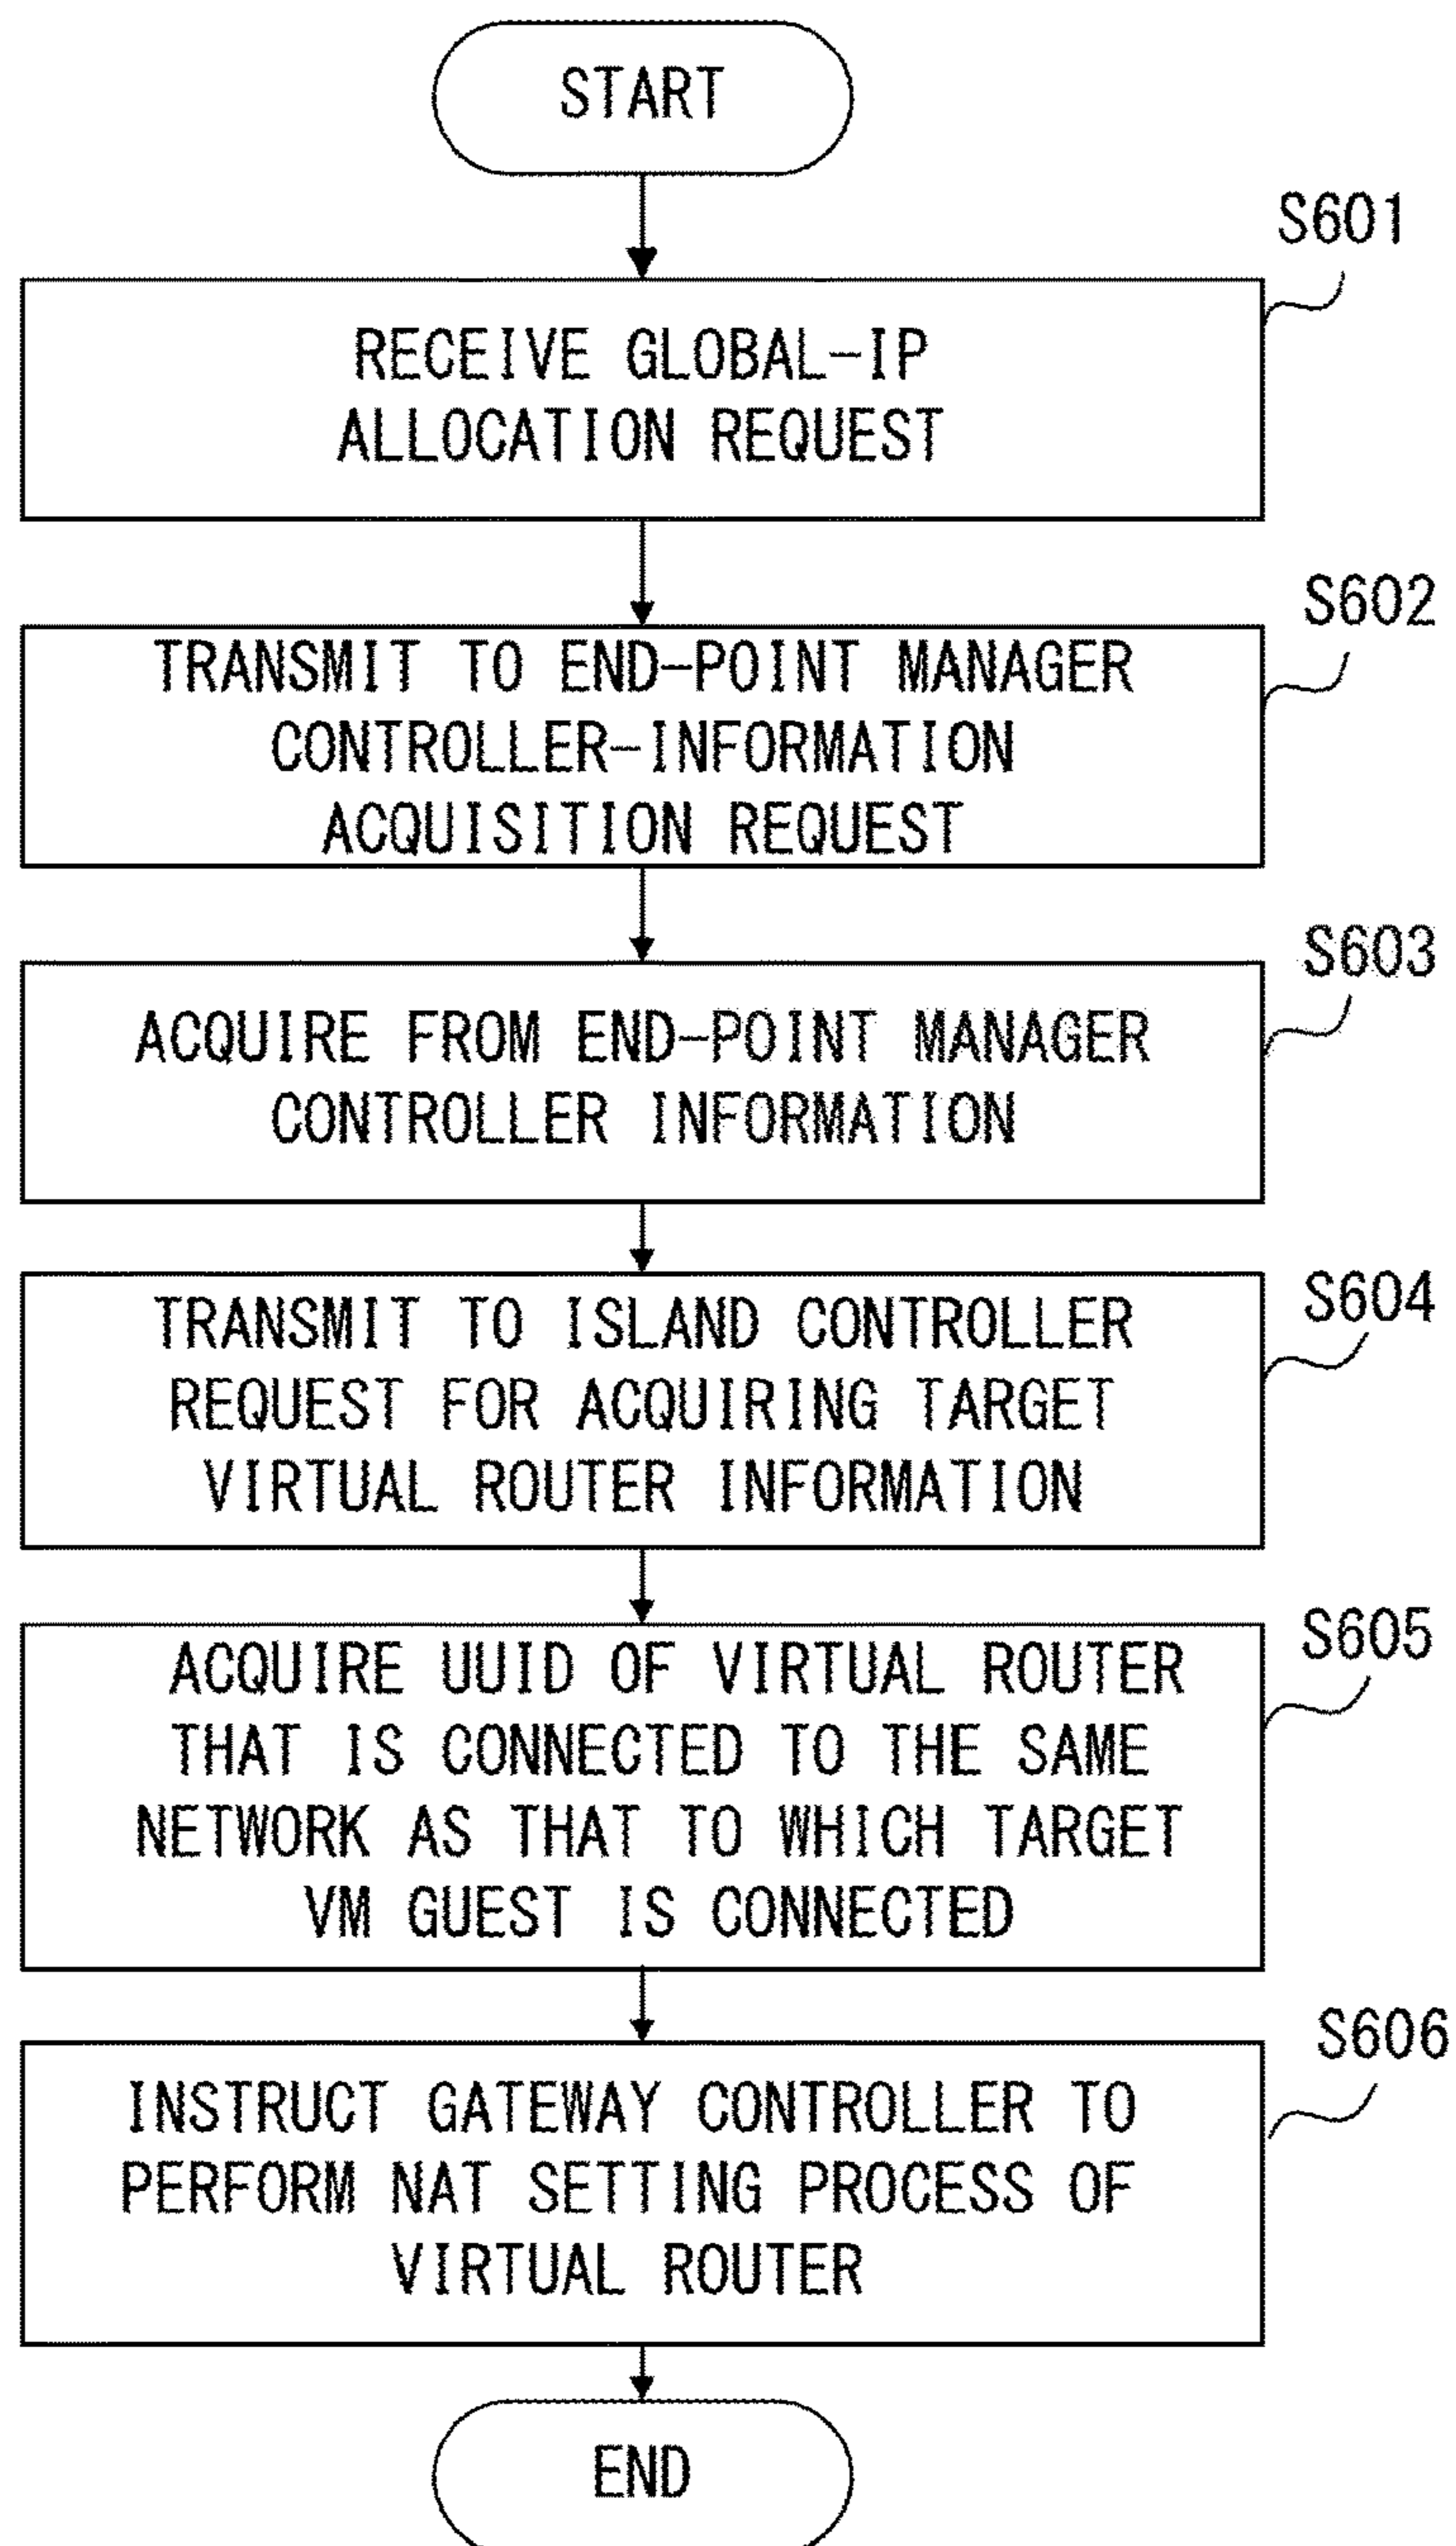 START
S601
RECEIVE GLOBAL-IP
ALLOCATION REQUEST
S602
TRANSMIT TO END-POINT MANAGER
CONTROLLER-INFORMATION
ACQUISITION REQUEST
S603
ACQUIRE FROM END-POINT MANAGER
CONTROLLER INFORMATION
S604
TRANSMIT TO ISLAND CONTROLLER
REQUEST FOR ACQUIRING TARGET
VIRTUAL ROUTER INFORMATION
S605
ACQUIRE UUID OF VIRTUAL ROUTER
THAT IS CONNECTED TO THE SAME
NETWORK AS THAT TO WHICH TARGET
VM GUEST IS CONNECTED
S606
INSTRUCT GATEWAY CONTROLLER TO
PERFORM NAT SETTING PROCESS OF
VIRTUAL ROUTER
END